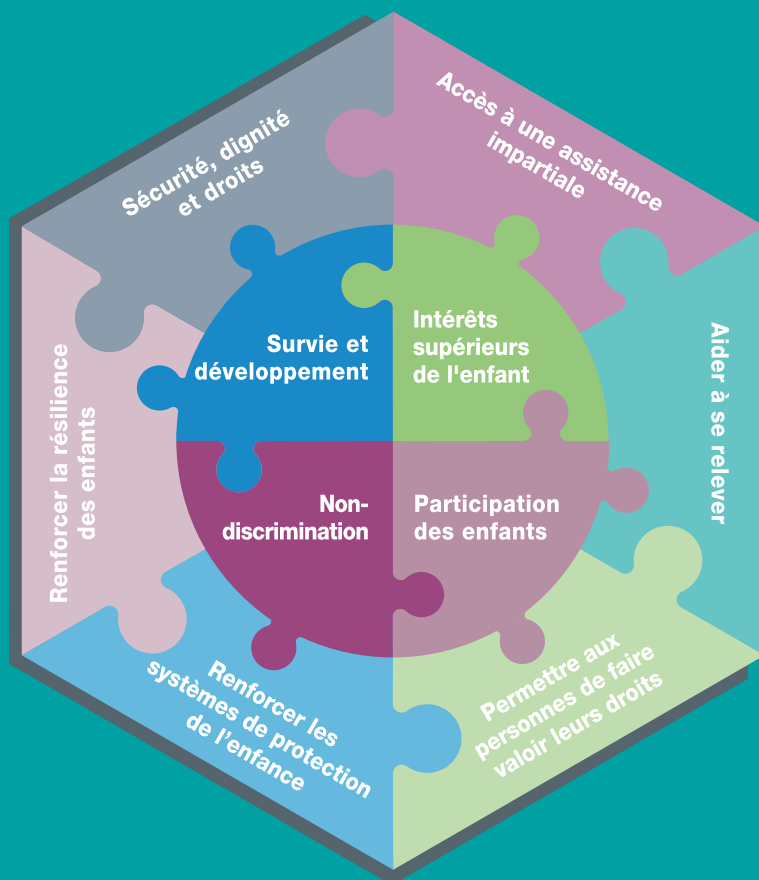 Sécurité, dignité
et droits
Accès à une assistance
impartiale
Aider à se relever
Permettre aux
personnes de faire
valoir leurs droits
Renforcer les
systèmes de protection
de l’enfance
Renforcer la résilience
des enfants
Survie et
développement
Intérêts
supérieurs
de l'enfant
Non-
discrimination
Participation
des enfants